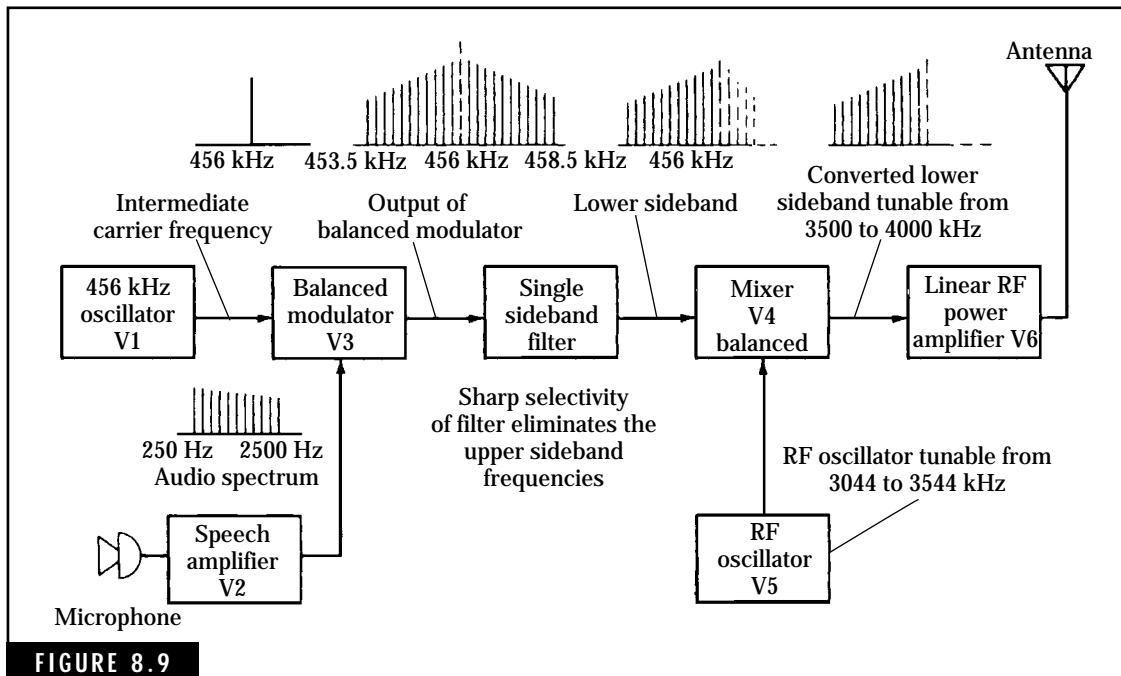 Antenna
456 kHz
453.5 kHz
456 kHz
458.5 kHz
456 kHz
Intermediate
carrier frequency
Output of
balanced modulator
Lower sideband
Converted lower
sideband tunable from
3500 to 4000 kHz
456 kHz
oscillator
V1
Balanced
modulator
V3
Single
sideband
filter
Mixer
V4
balanced
Linear RF
power
amplifier V6
250 Hz
2500 Hz
Audio spectrum
Sharp selectivity
of filter eliminates the
upper sideband
frequencies
RF oscillator tunable from
3044 to 3544 kHz
Speech
amplifier
V2
RF
oscillator
V5
Microphone
FIGURE 8.9